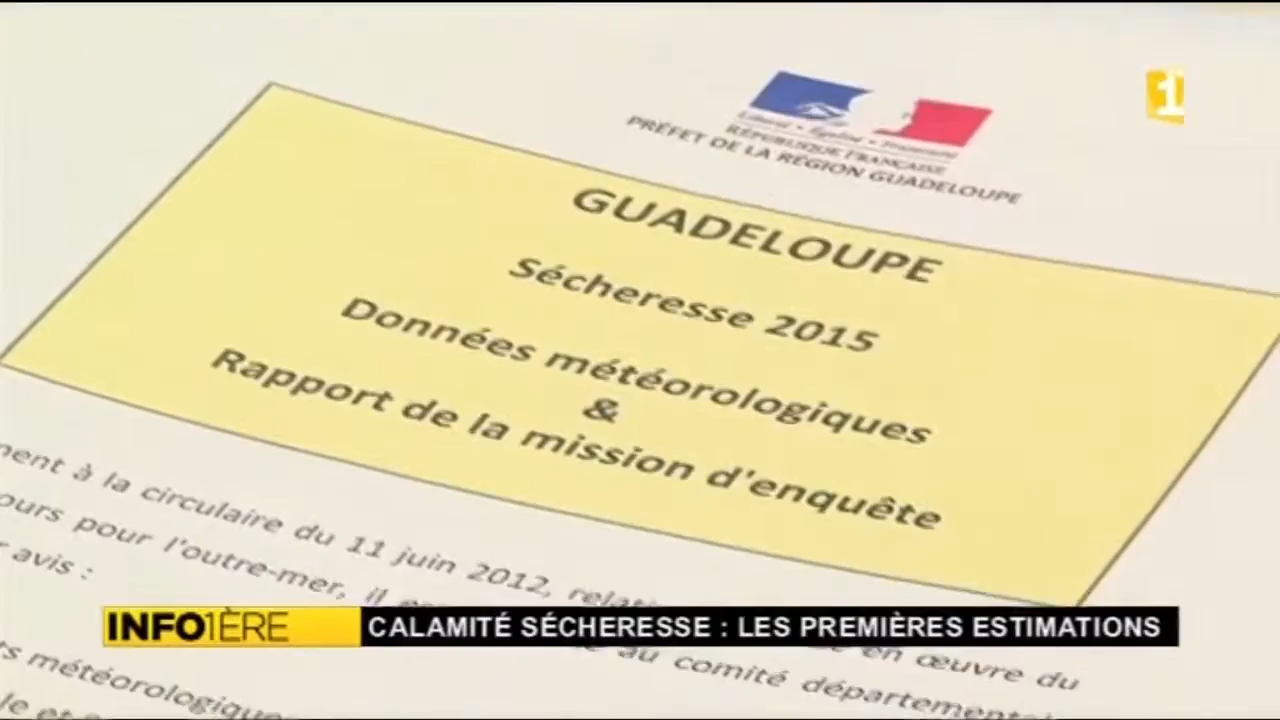 1
Liberté • Égalité • Fraternité
RÉPUBLIQUE FRANÇAISE
PRÉFET DE LA RÉGION GUADELOUPE
GUADELOUPE
Sécheresse 2015
Données météorologiques
&
Rapport de la mission d'enquête
ment à la circulaire du 11 juin 2012,
ours pour l'outre-mer, il en œuvre du
avis : au comité
INFO1ÈRE CALAMITÉ SÉCHERESSE : LES PREMIÈRES ESTIMATIONS
météorologiques